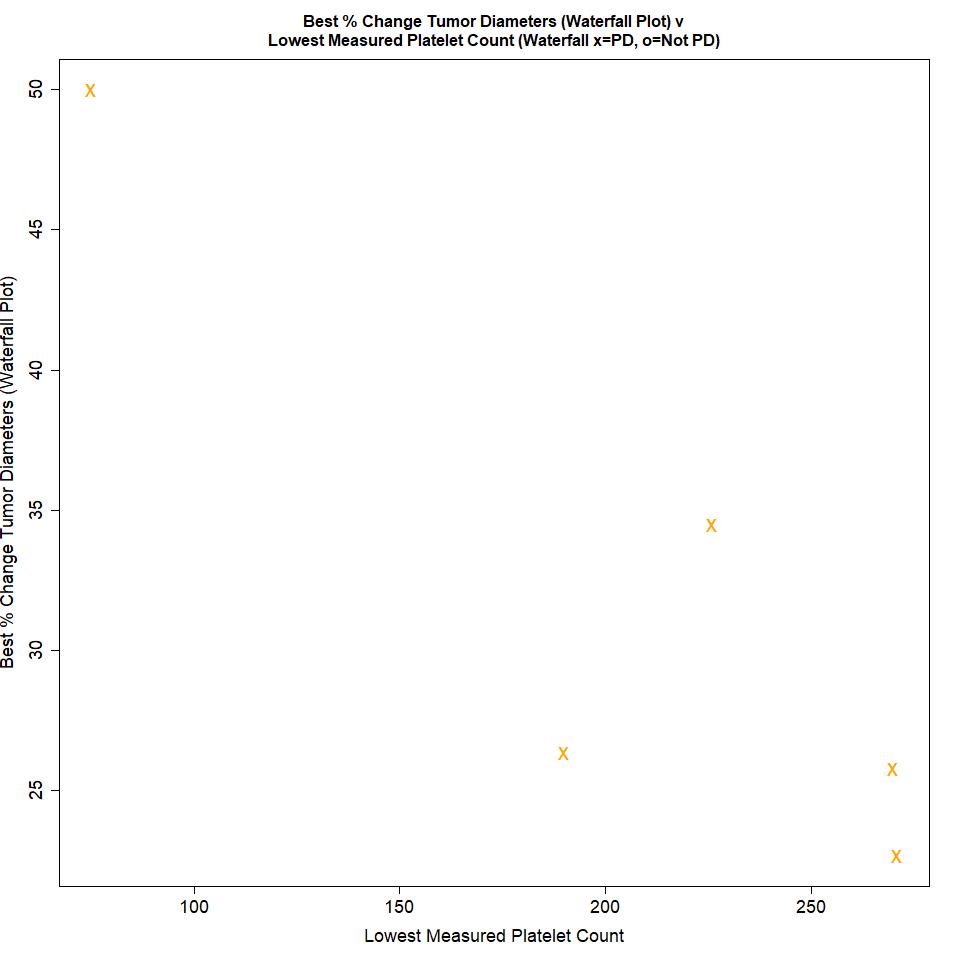 Best % Change Tumor Diameters (Waterfall Plot) v
Lowest Measured Platelet Count (Waterfall x=PD, o=Not PD)
Best % Change Tumor Diameters (Waterfall Plot)
50
45
40
35
30
25
X
X
X
X
X
100
150
200
250
Lowest Measured Platelet Count